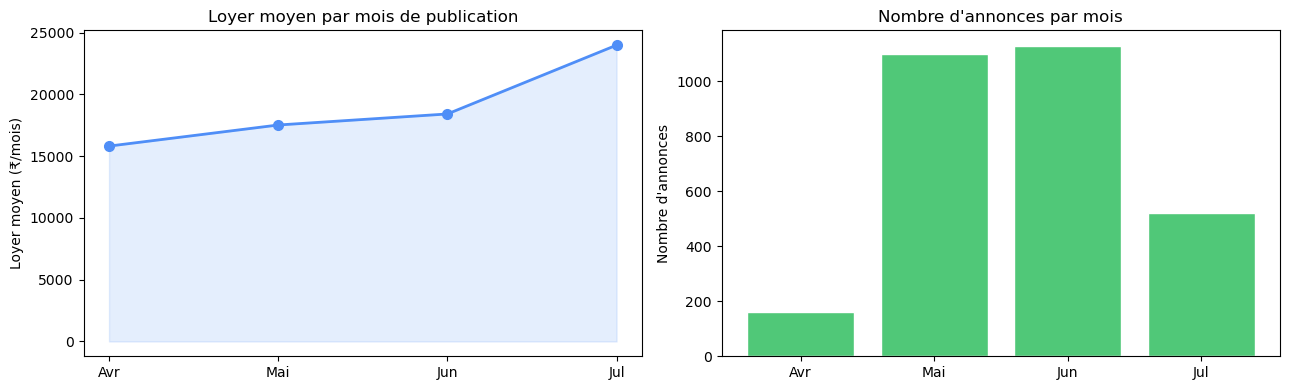 Loyer moyen par mois de publication
Loyer moyen (₹/mois)
25000
20000
15000
10000
5000
0
Avr
Mai
Jun
Jul
Nombre d'annonces par mois
Nombre d'annonces
1000
800
600
400
200
0
Avr
Mai
Jun
Jul